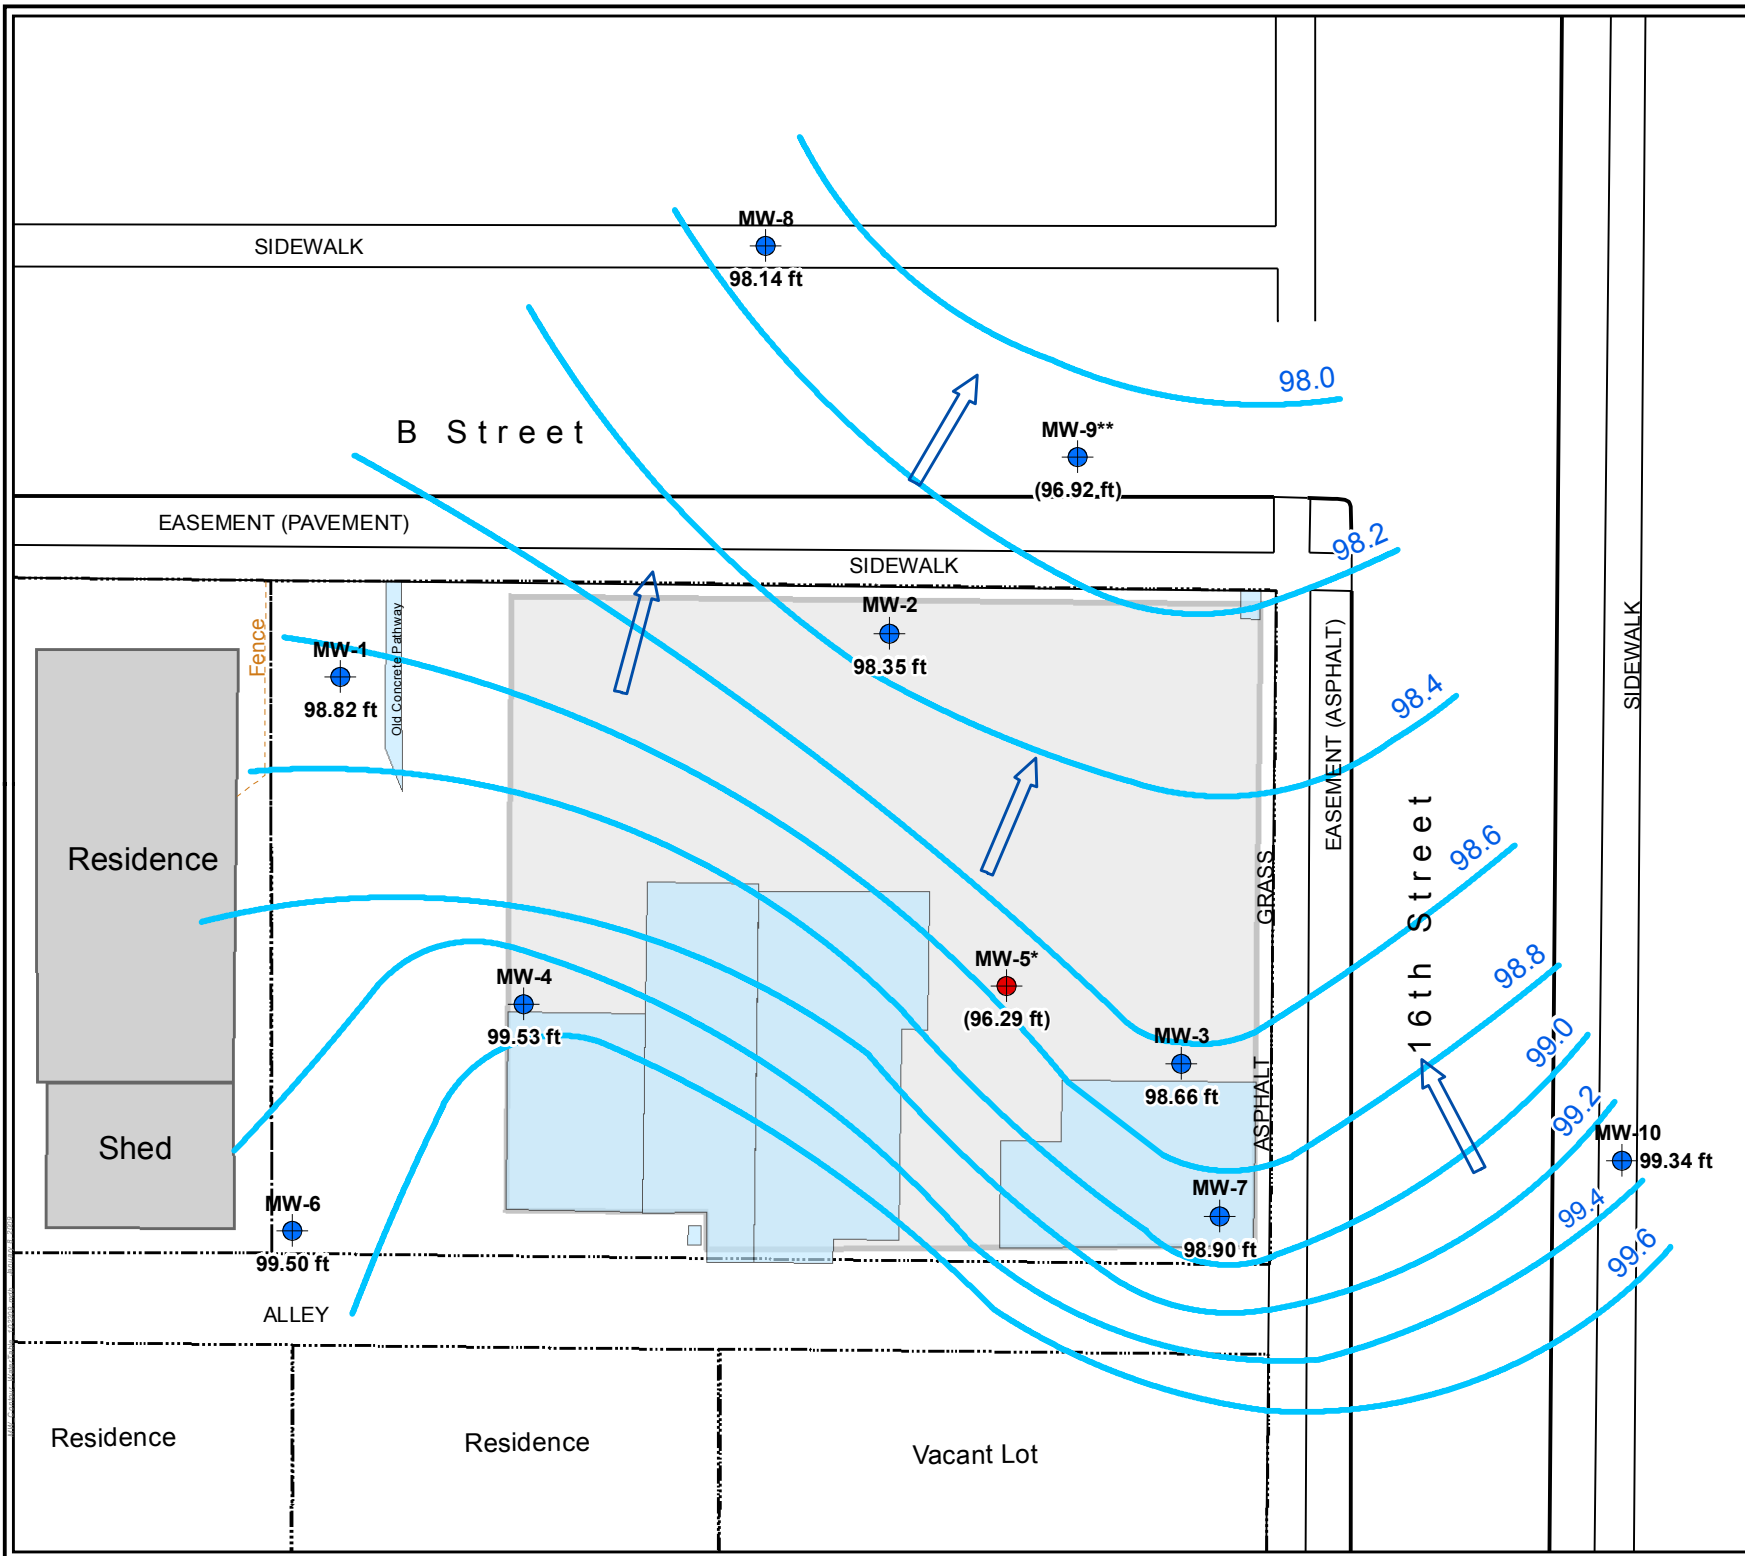 MW-8
SIDEWALK
98.14 ft
98.0
B Street
MW-9**
(96.92 ft)
EASEMENT (PAVEMENT)
98.2
SIDEWALK
MW-2
98.35 ft
Fence
MW-1
98.82 ft
Old Concrete Pathway
EASEMENT (ASPHALT)
SIDEWALK
98.4
98.6
Residence
GRASS
16th Street
98.8
MW-4
99.53 ft
MW-5*
(96.29 ft)
MW-3
98.66 ft
ASPHALT
99.0
99.2
MW-10
99.34 ft
Shed
MW-6
99.50 ft
MW-7
98.90 ft
99.4
99.6
ALLEY
Residence
Residence
Vacant Lot